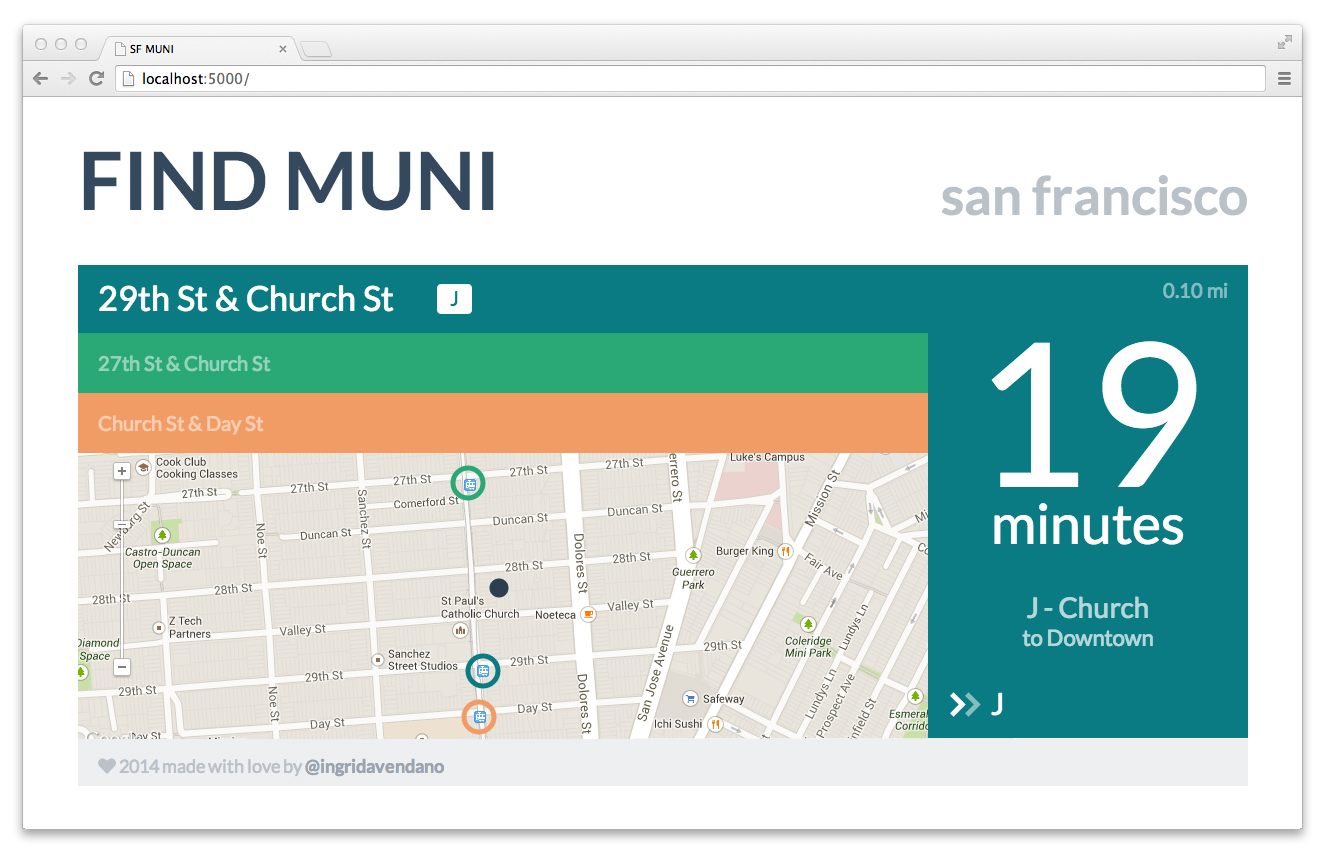 SF MUNI
localhost:5000/
FIND MUNI
san francisco
29th St & Church St
J
0.10 mi
27th St & Church St
Church St & Day St
19
minutes
J - Church
to Downtown
J
Cook Club
Cooking Classes
27th St
27th St
27th St
27th St
27th St
Comerford St
Sanchez St
Luke's Campus
Mission St
Duncan St
Duncan St
Duncan St
Castro-Duncan
Open Space
Noe St
Dolores St
28th St
28th St
28th St
28th St
Guerrero
Park
Burger King
Fair Ave
St Paul's
Catholic Church
Noeteca
Valley St
Valley St
Z Tech
Partners
Diamond
Space
Sanchez
Street Studios
29th St
29th St
29th St
29th St
Coleridge
Mini Park
Lundys Ln
Lundys Ln
San Jose Avenue
Prospect Ave
Noe St
Dolores St
Safeway
Ichi Sushi
Day St
Day St
2014 made with love by @ingridavendano